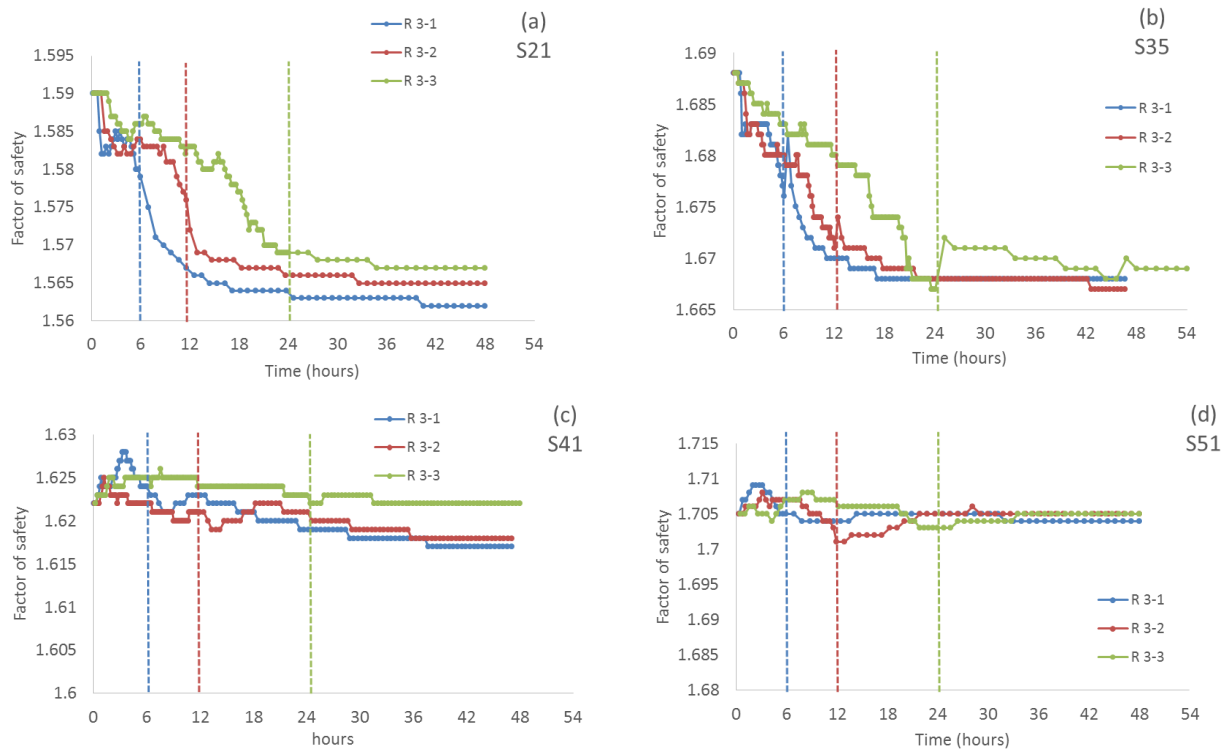 (a)
S21
R 3-1
R 3-2
R 3-3
Factor of safety
1.595
1.59
1.585
1.58
1.575
1.57
1.565
1.56
0 6 12 18 24 30 36 42 48 54
Time (hours)
(b)
S35
R 3-1
R 3-2
R 3-3
Factor of safety
1.69
1.685
1.68
1.675
1.67
1.665
0 6 12 18 24 30 36 42 48 54
Time (hours)
(c)
S41
R 3-1
R 3-2
R 3-3
Factor of safety
1.63
1.625
1.62
1.615
1.61
1.605
1.6
0 6 12 18 24 30 36 42 48 54
hours
(d)
S51
Factor of safety
1.715
1.71
1.705
1.7
1.695
1.69
1.685
1.68
R 3-1
R 3-2
R 3-3
0 6 12 18 24 30 36 42 48 54
Time (hours)